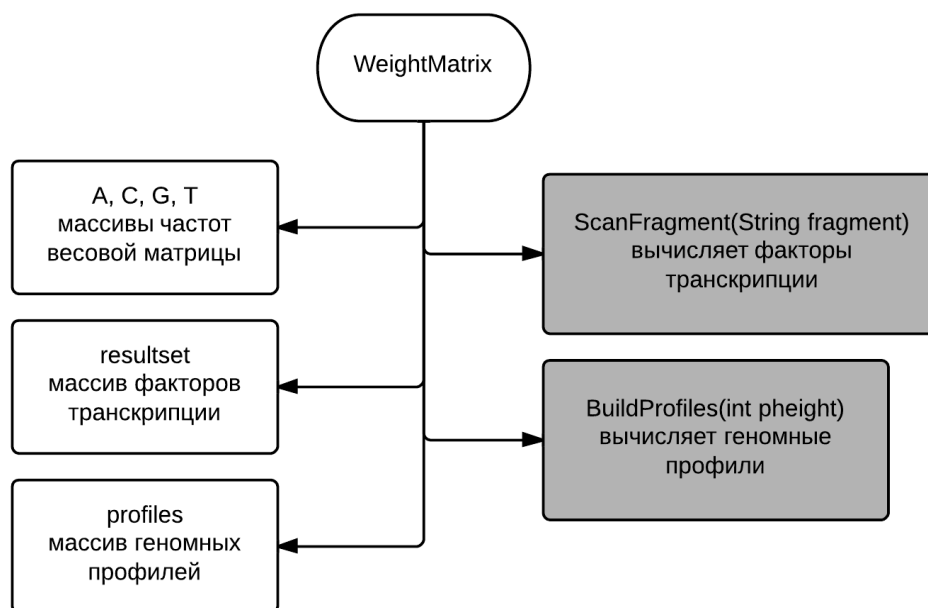 WeightMatrix
A, C, G, T
массивы частот
весовой матрицы
resultset
массив факторов
транскрипции
profiles
массив геномных
профилей
ScanFragment(String fragment)
вычисляет факторы
транскрипции
BuildProfiles(int pheight)
вычисляет геномные
профили